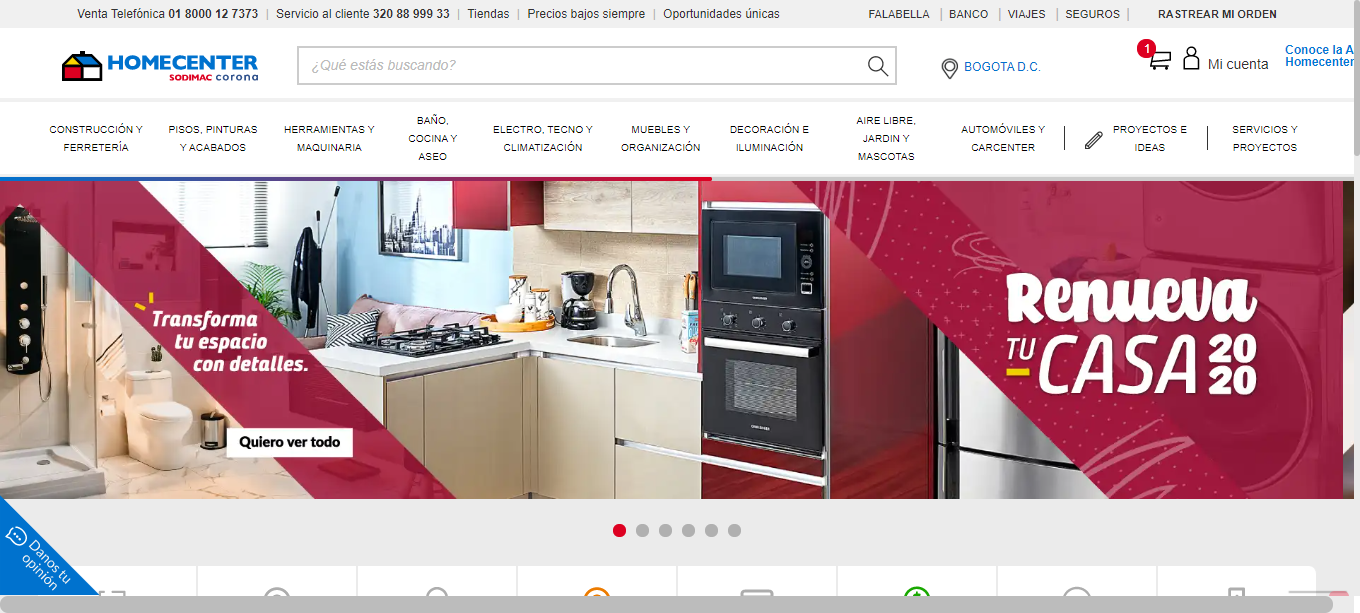 Venta Telefónica 01 8000 12 7373 | Servicio al cliente 320 88 999 33 | Tiendas | Precios bajos siempre | Oportunidades únicas
FALABELLA | BANCO | VIAJES | SEGUROS | RASTREAR MI ORDEN
HOMECENTER
SODIMAC corona
¿Qué estás buscando?
BOGOTA D.C.
1
Mi cuenta
Conoce la A
Homecenter
CONSTRUCCIÓN Y
FERRETERÍA
PISOS, PINTURAS
Y ACABADOS
HERRAMIENTAS Y
MAQUINARIA
BAÑO,
COCINA Y
ASEO
ELECTRO, TECNO Y
CLIMATIZACIÓN
MUEBLES Y
ORGANIZACIÓN
DECORACIÓN E
ILUMINACIÓN
AIRE LIBRE,
JARDIN Y
MASCOTAS
AUTOMÓVILES Y
CARCENTER
PROYECTOS E
IDEAS
SERVICIOS Y
PROYECTOS
Transforma
tu espacio
con detalles.
Quiero ver todo
Renueva
TU CASA 20
20
Danos tu
opinión